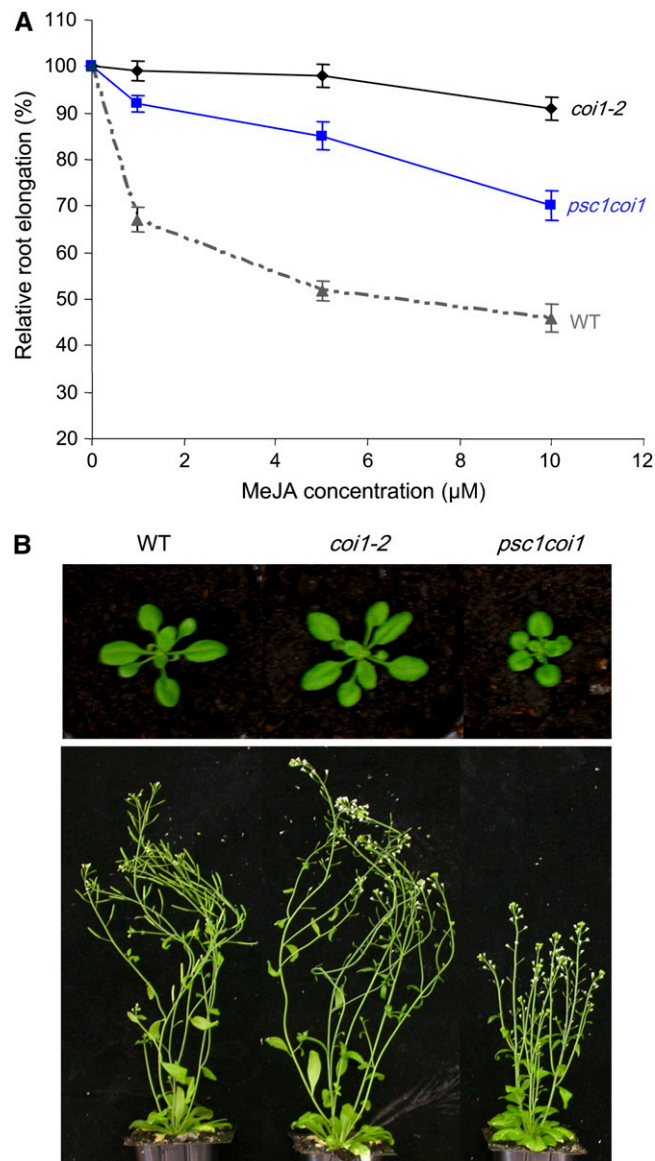 A
110
100
90
80
70
60
50
40
30
20
Relative root elongation (%)
coi1-2
psc1coi1
WT
0 2 4 6 8 10 12
MeJA concentration (µM)
B
WT coi1-2 psc1coi1